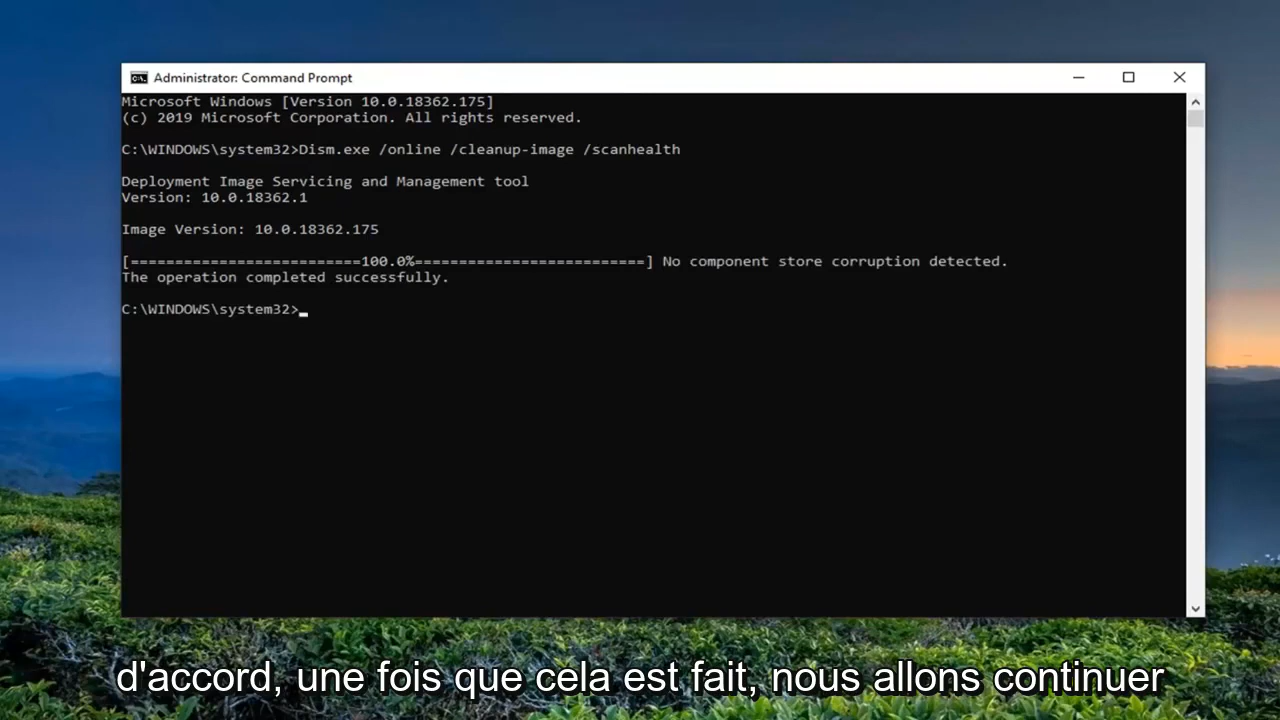 Administrator: Command Prompt
Microsoft Windows [Version 10.0.18362.175]
(c) 2019 Microsoft Corporation. All rights reserved.
C:\WINDOWS\system32>Dism.exe /online /cleanup-image /scanhealth
Deployment Image Servicing and Management tool
Version: 10.0.18362.1
Image Version: 10.0.18362.175
[==========================100.0%==========================] No component store corruption detected.
The operation completed successfully.
C:\WINDOWS\system32>
d'accord, une fois que cela est fait, nous allons continuer